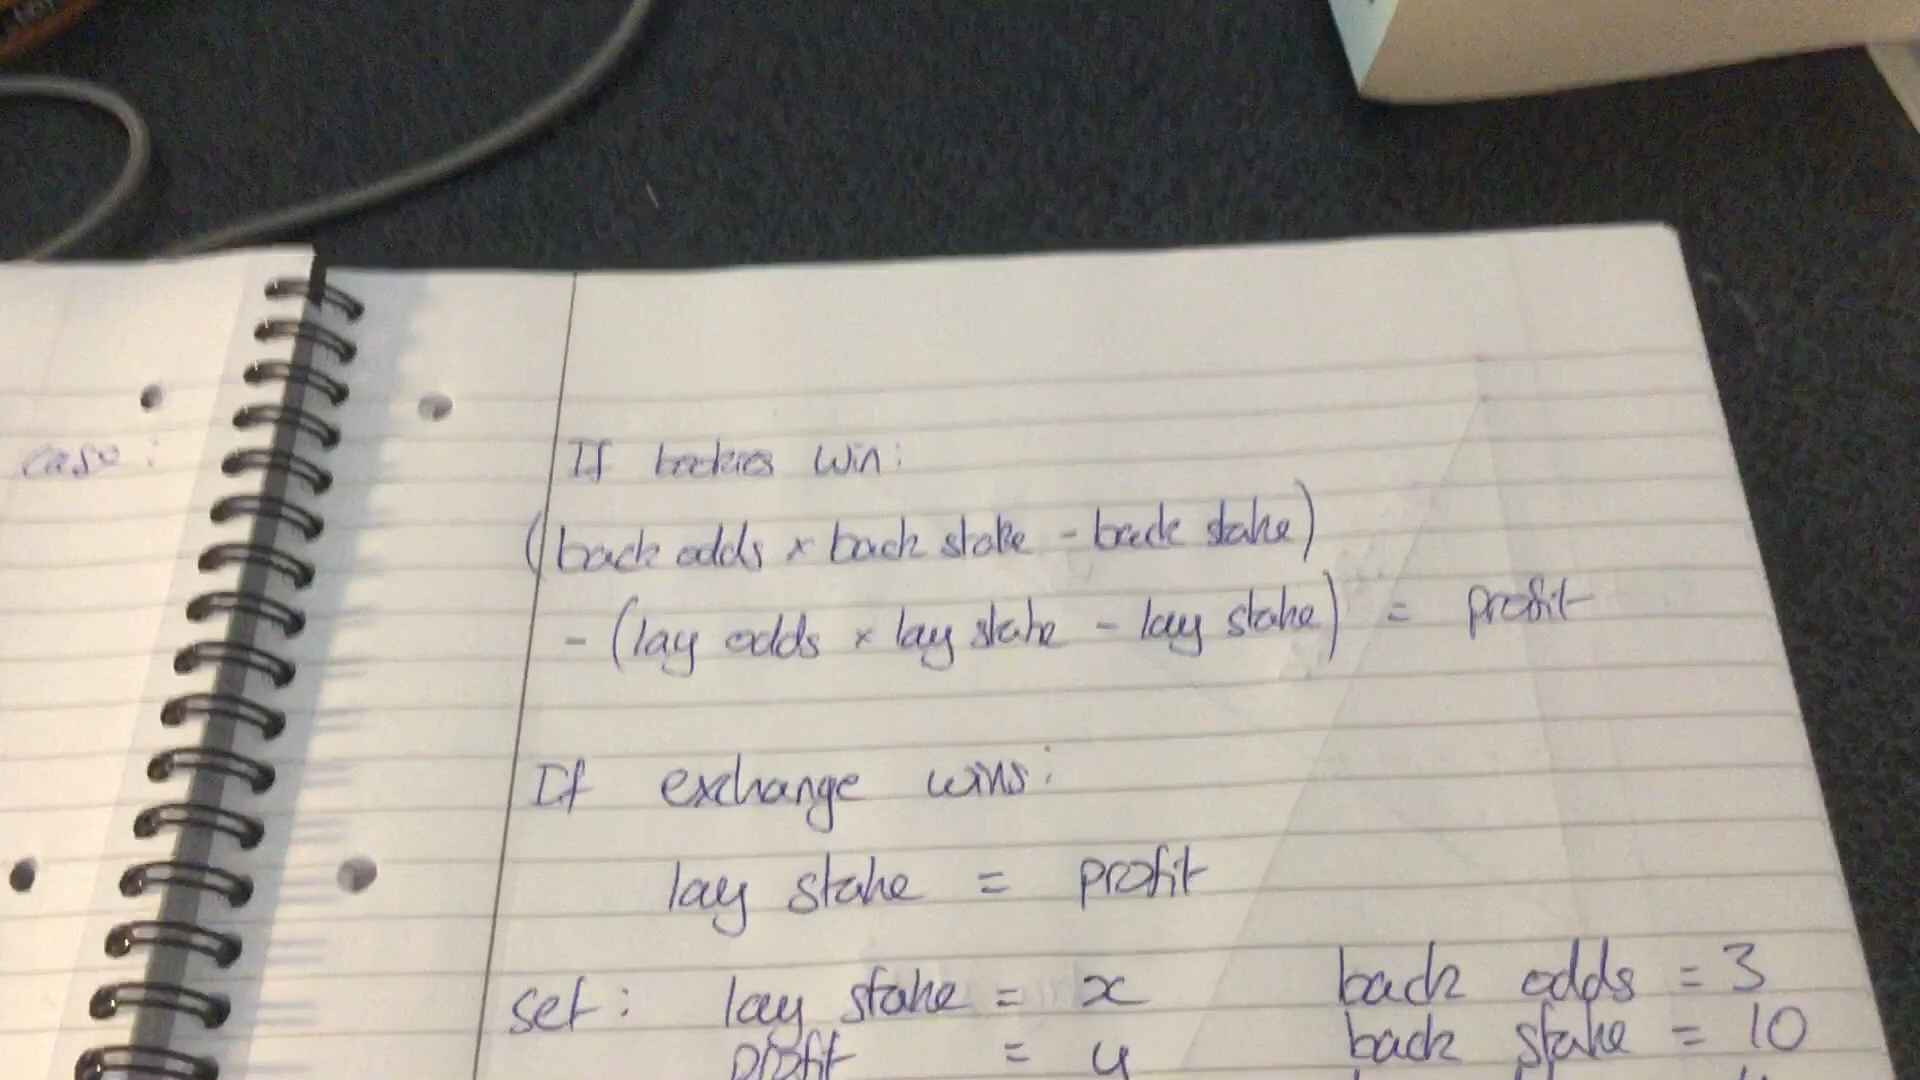 case:
If bookies win:
(back odds × back stake - back stake)
- (lay odds × lay stake - lay stake) = profit
If exchange wins:
lay stake = profit
set: lay stake = x back odds = 3
profit = y back stake = 10